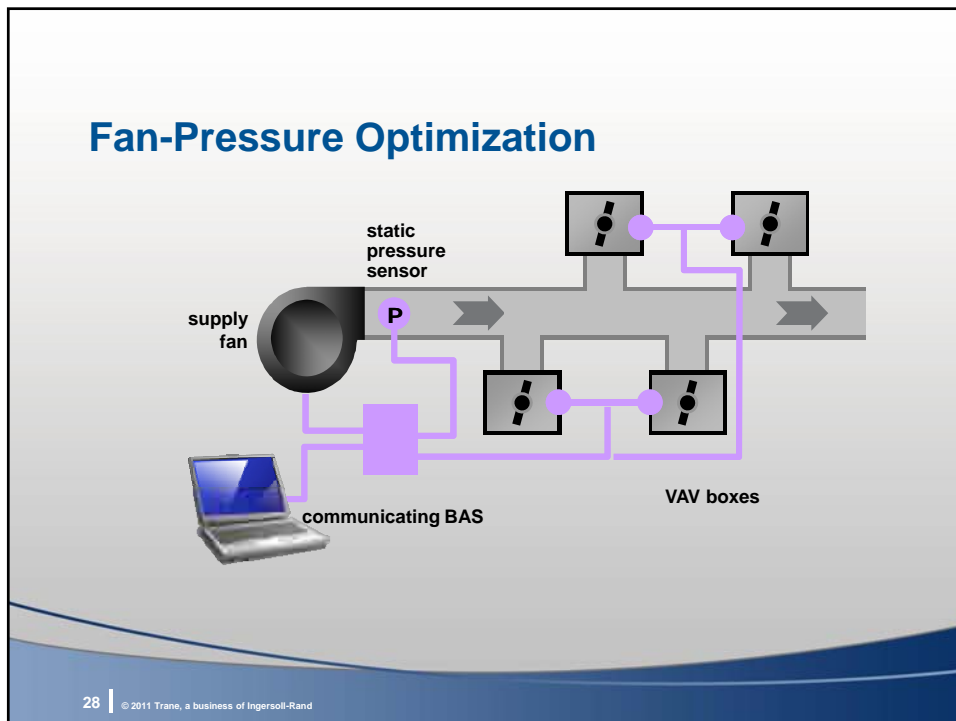 Fan-Pressure Optimization
static
pressure
sensor
supply
fan
P
VAV boxes
communicating BAS
28
© 2011 Trane, a business of Ingersoll-Rand